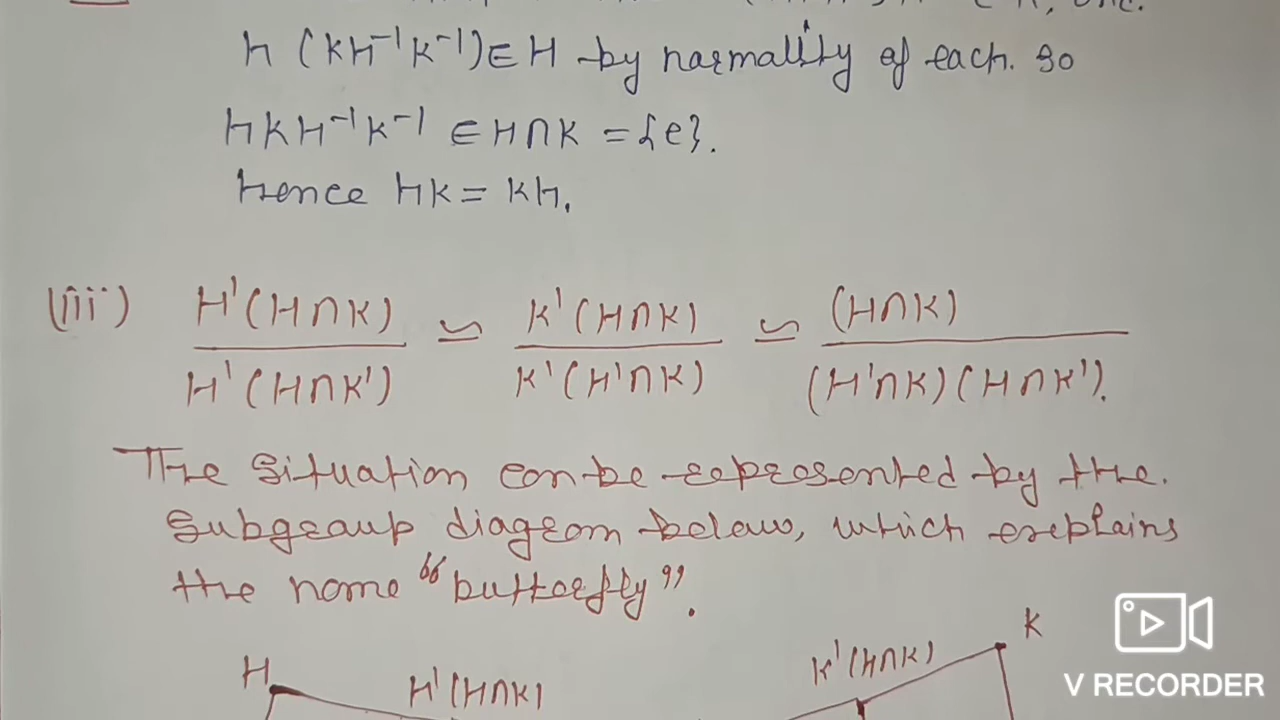 h (kh⁻¹k⁻¹)∈H by normality of each. so
hkh⁻¹k⁻¹ ∈ H∩K = {e}.
Hence hk = kh.
(iii) H'(H∩K) / H'(H∩K') ≃ K'(H∩K) / K'(H'∩K) ≃ (H∩K) / (H'∩K)(H∩K').
The situation can be represented by the.
subgroup diagram below, which explains
the name "butterfly".
H H'(H∩K) K'(H∩K) K
V RECORDER